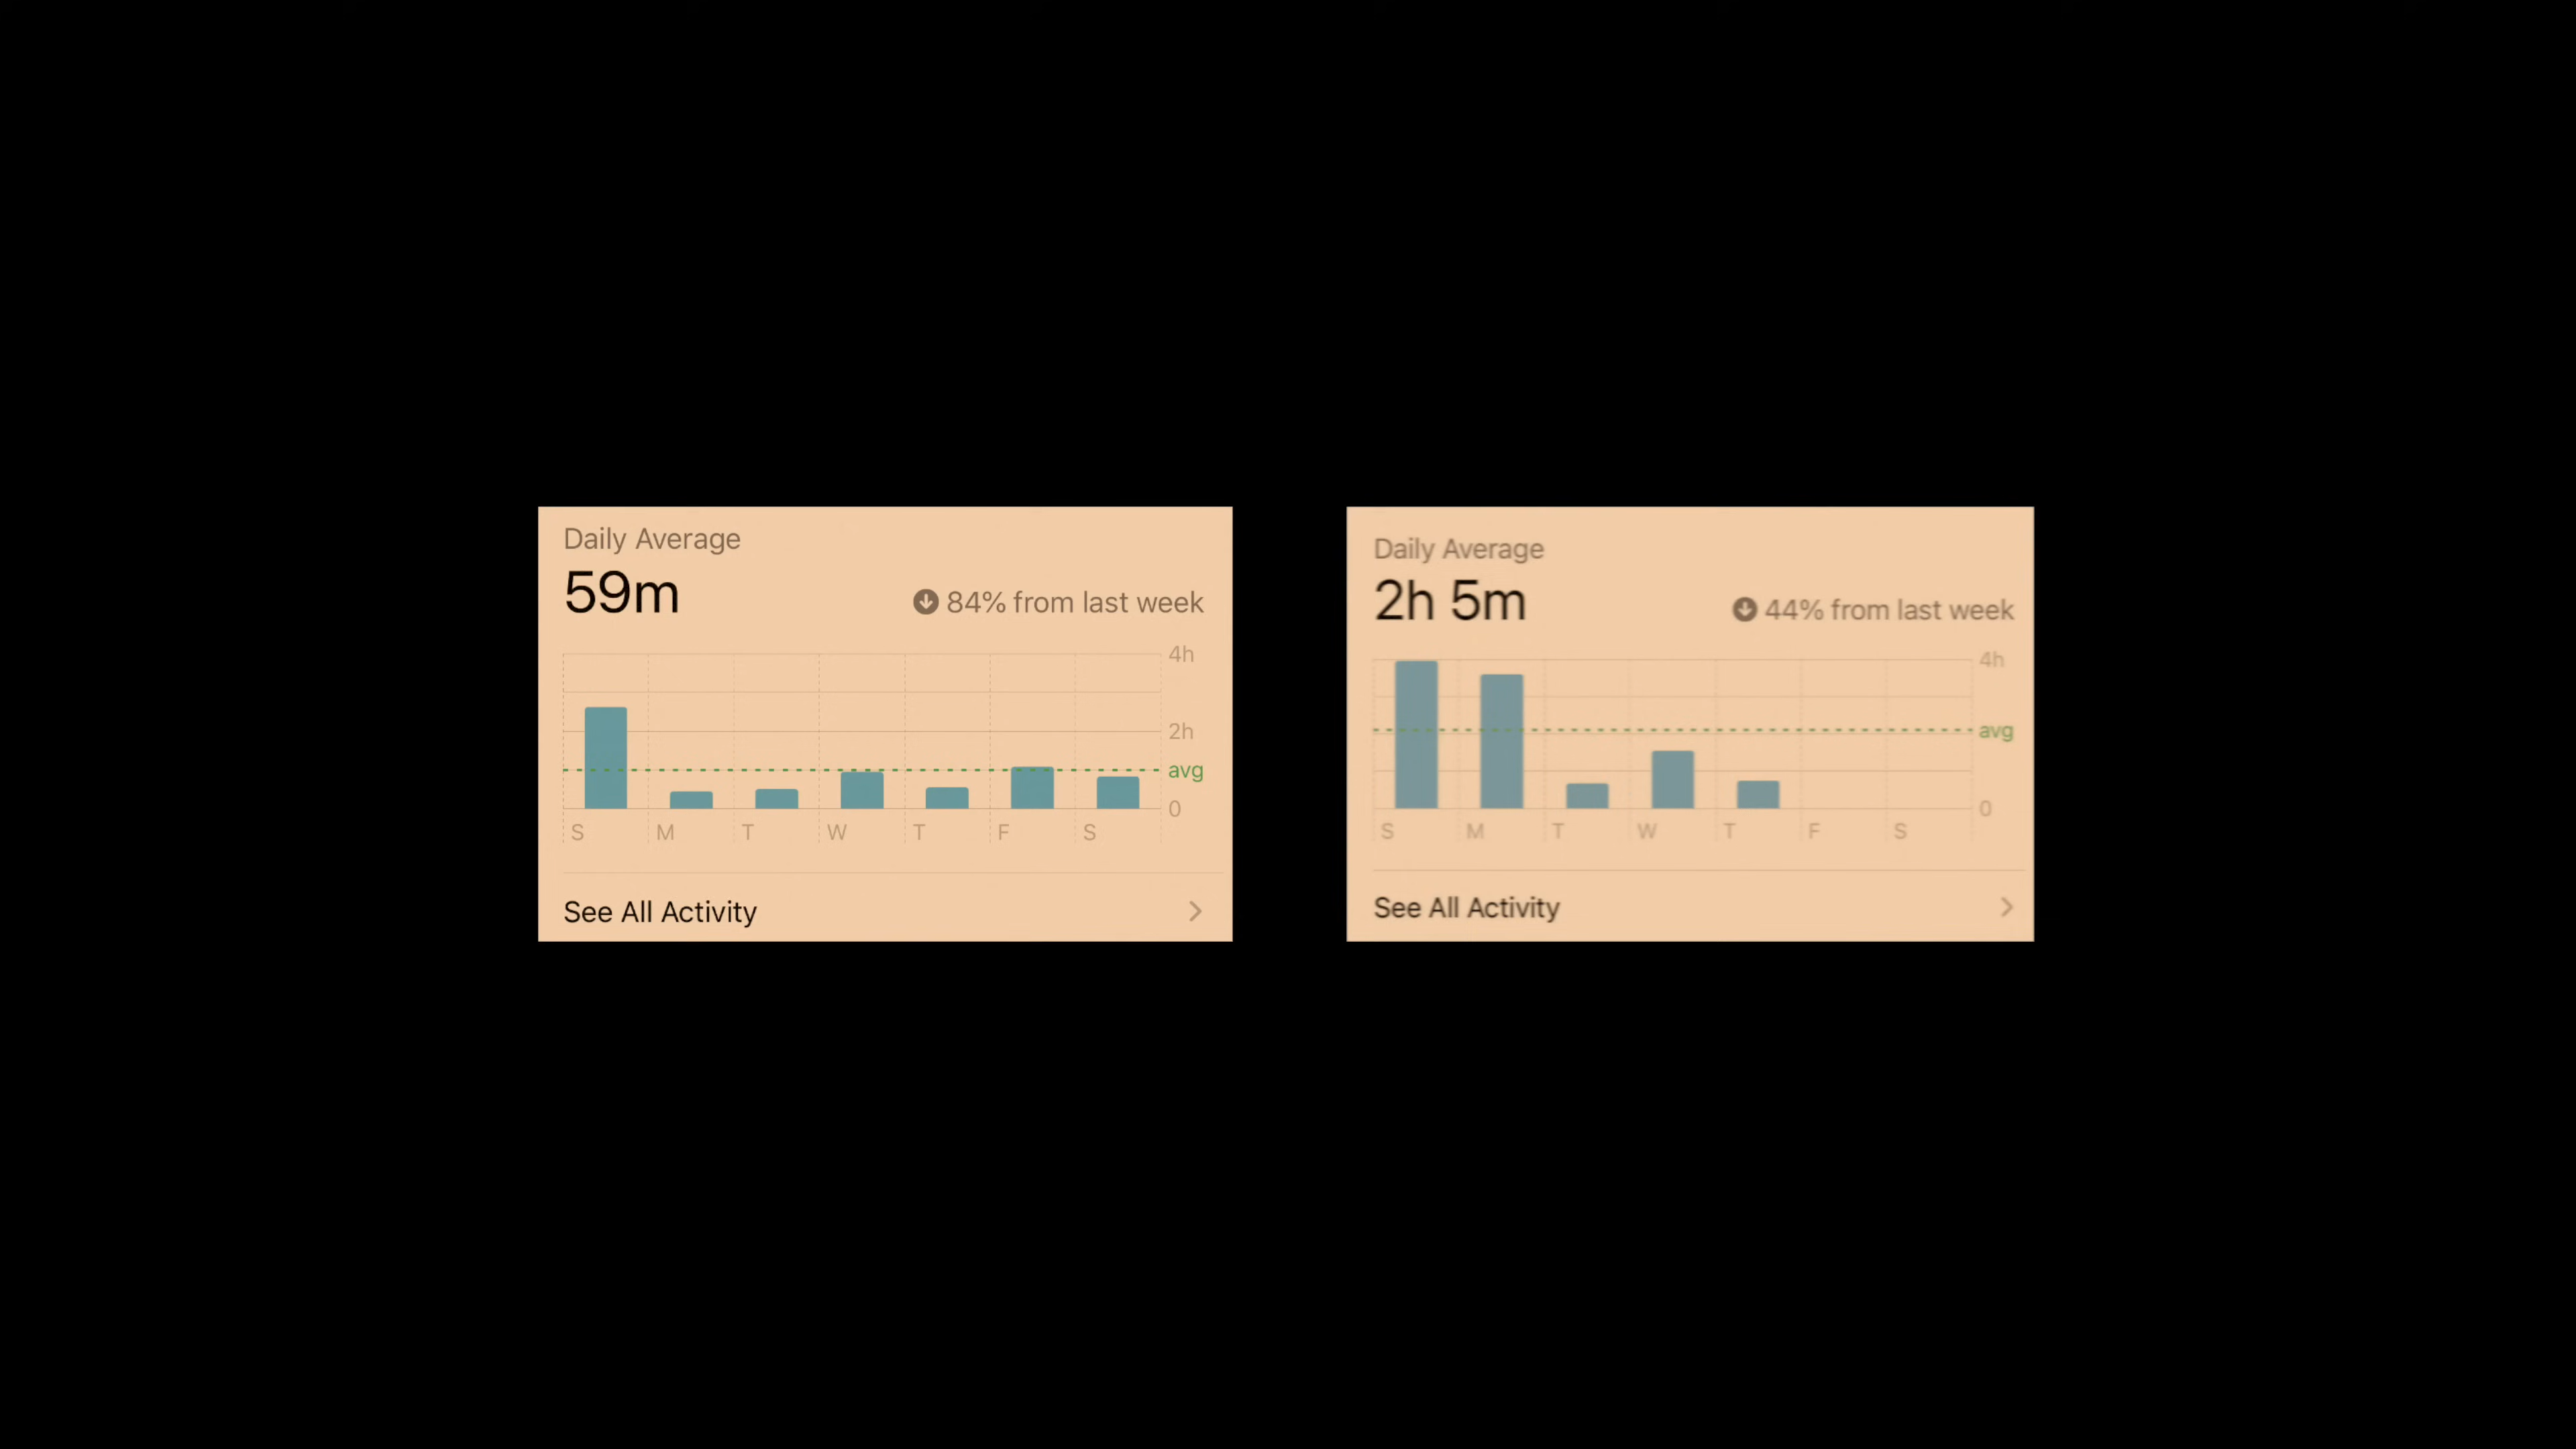 Daily Average
59m
84% from last week
4h
2h
avg
0
S M T W T F S
See All Activity
Daily Average
2h 5m
44% from last week
4h
avg
0
S M T W T F S
See All Activity